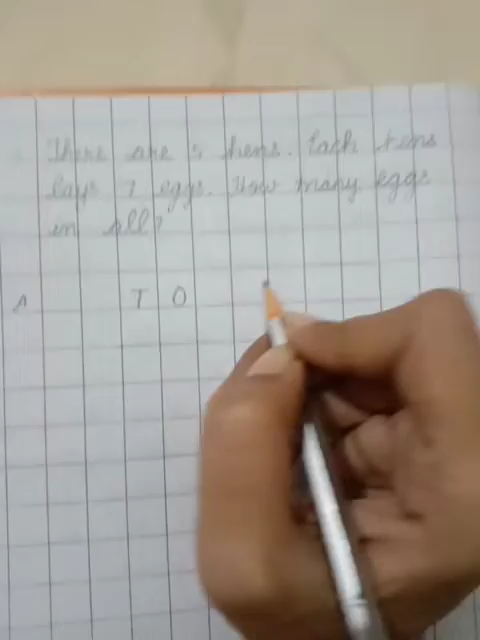 There are 5 hens. Each hens
lays 7 eggs. How many eggs
in all?
A T O